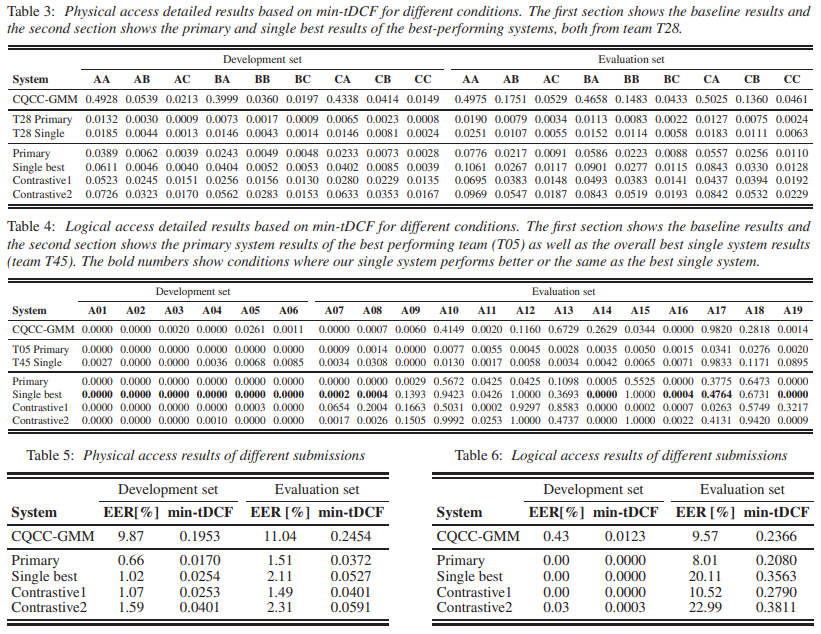 Table 3: Physical access detailed results based on min-tDCF for different conditions. The first section shows the baseline results and
the second section shows the primary and single best results of the best-performing systems, both from team T28.
Development set Evaluation set
System AA AB AC BA BB BC CA CB CC AA AB AC BA BB BC CA CB CC
CQCC-GMM 0.4928 0.0539 0.0213 0.3999 0.0360 0.0197 0.4338 0.0414 0.0149 0.4975 0.1751 0.0529 0.4658 0.1483 0.0433 0.5025 0.1360 0.0461
T28 Primary 0.0132 0.0030 0.0009 0.0073 0.0017 0.0009 0.0065 0.0023 0.0008 0.0190 0.0079 0.0034 0.0113 0.0083 0.0022 0.0127 0.0075 0.0024
T28 Single 0.0185 0.0044 0.0013 0.0146 0.0043 0.0014 0.0146 0.0081 0.0024 0.0251 0.0107 0.0055 0.0152 0.0114 0.0058 0.0183 0.0111 0.0063
Primary 0.0389 0.0062 0.0039 0.0243 0.0049 0.0048 0.0233 0.0073 0.0028 0.0776 0.0217 0.0091 0.0586 0.0223 0.0088 0.0557 0.0256 0.0110
Single best 0.0611 0.0046 0.0040 0.0404 0.0052 0.0053 0.0402 0.0085 0.0039 0.1061 0.0267 0.0117 0.0901 0.0277 0.0115 0.0843 0.0330 0.0128
Contrastive1 0.0523 0.0245 0.0151 0.0256 0.0156 0.0130 0.0280 0.0229 0.0135 0.0695 0.0383 0.0148 0.0493 0.0383 0.0141 0.0437 0.0394 0.0192
Contrastive2 0.0726 0.0323 0.0170 0.0562 0.0283 0.0153 0.0633 0.0353 0.0167 0.0969 0.0547 0.0187 0.0843 0.0519 0.0193 0.0842 0.0532 0.0229
Table 4: Logical access detailed results based on min-tDCF for different conditions. The first section shows the baseline results and
the second section shows the primary system results of the best performing team (T05) as well as the overall best single system results
(team T45). The bold numbers show conditions where our single system performs better or the same as the best single system.
Development set Evaluation set
System A01 A02 A03 A04 A05 A06 A07 A08 A09 A10 A11 A12 A13 A14 A15 A16 A17 A18 A19
CQCC-GMM 0.0000 0.0000 0.0020 0.0000 0.0261 0.0011 0.0000 0.0007 0.0060 0.4149 0.0020 0.1160 0.6729 0.2629 0.0344 0.0000 0.9820 0.2818 0.0014
T05 Primary 0.0000 0.0000 0.0000 0.0000 0.0000 0.0000 0.0009 0.0014 0.0000 0.0077 0.0055 0.0045 0.0028 0.0035 0.0050 0.0015 0.0341 0.0276 0.0020
T45 Single 0.0027 0.0000 0.0000 0.0036 0.0068 0.0085 0.0034 0.0308 0.0000 0.0130 0.0017 0.0058 0.0034 0.0042 0.0065 0.0071 0.9833 0.1171 0.0895
Primary 0.0000 0.0000 0.0000 0.0000 0.0000 0.0000 0.0000 0.0000 0.0029 0.5672 0.0425 0.0425 0.1098 0.0005 0.5525 0.0000 0.3775 0.6473 0.0000
Single best 0.0000 0.0000 0.0000 0.0000 0.0000 0.0000 0.0002 0.0004 0.1393 0.9423 0.0426 1.0000 0.3693 0.0000 1.0000 0.0004 0.4764 0.6731 0.0000
Contrastive1 0.0000 0.0000 0.0000 0.0000 0.0003 0.0000 0.0654 0.2004 0.1663 0.5031 0.0002 0.9297 0.8583 0.0000 0.0002 0.0007 0.0263 0.5749 0.3217
Contrastive2 0.0000 0.0000 0.0000 0.0010 0.0000 0.0000 0.0017 0.0026 0.1505 0.9992 0.0253 1.0000 0.4737 0.0000 1.0000 0.0022 0.4131 0.9420 0.0009
Table 5: Physical access results of different submissions
Development set Evaluation set
System EER[%] min-tDCF EER [%] min-tDCF
CQCC-GMM 9.87 0.1953 11.04 0.2454
Primary 0.66 0.0170 1.51 0.0372
Single best 1.02 0.0254 2.11 0.0527
Contrastive1 1.07 0.0253 1.49 0.0401
Contrastive2 1.59 0.0401 2.31 0.0591
Table 6: Logical access results of different submissions
Development set Evaluation set
System EER[%] min-tDCF EER [%] min-tDCF
CQCC-GMM 0.43 0.0123 9.57 0.2366
Primary 0.00 0.0000 8.01 0.2080
Single best 0.00 0.0000 20.11 0.3563
Contrastive1 0.00 0.0000 10.52 0.2790
Contrastive2 0.03 0.0003 22.99 0.3811